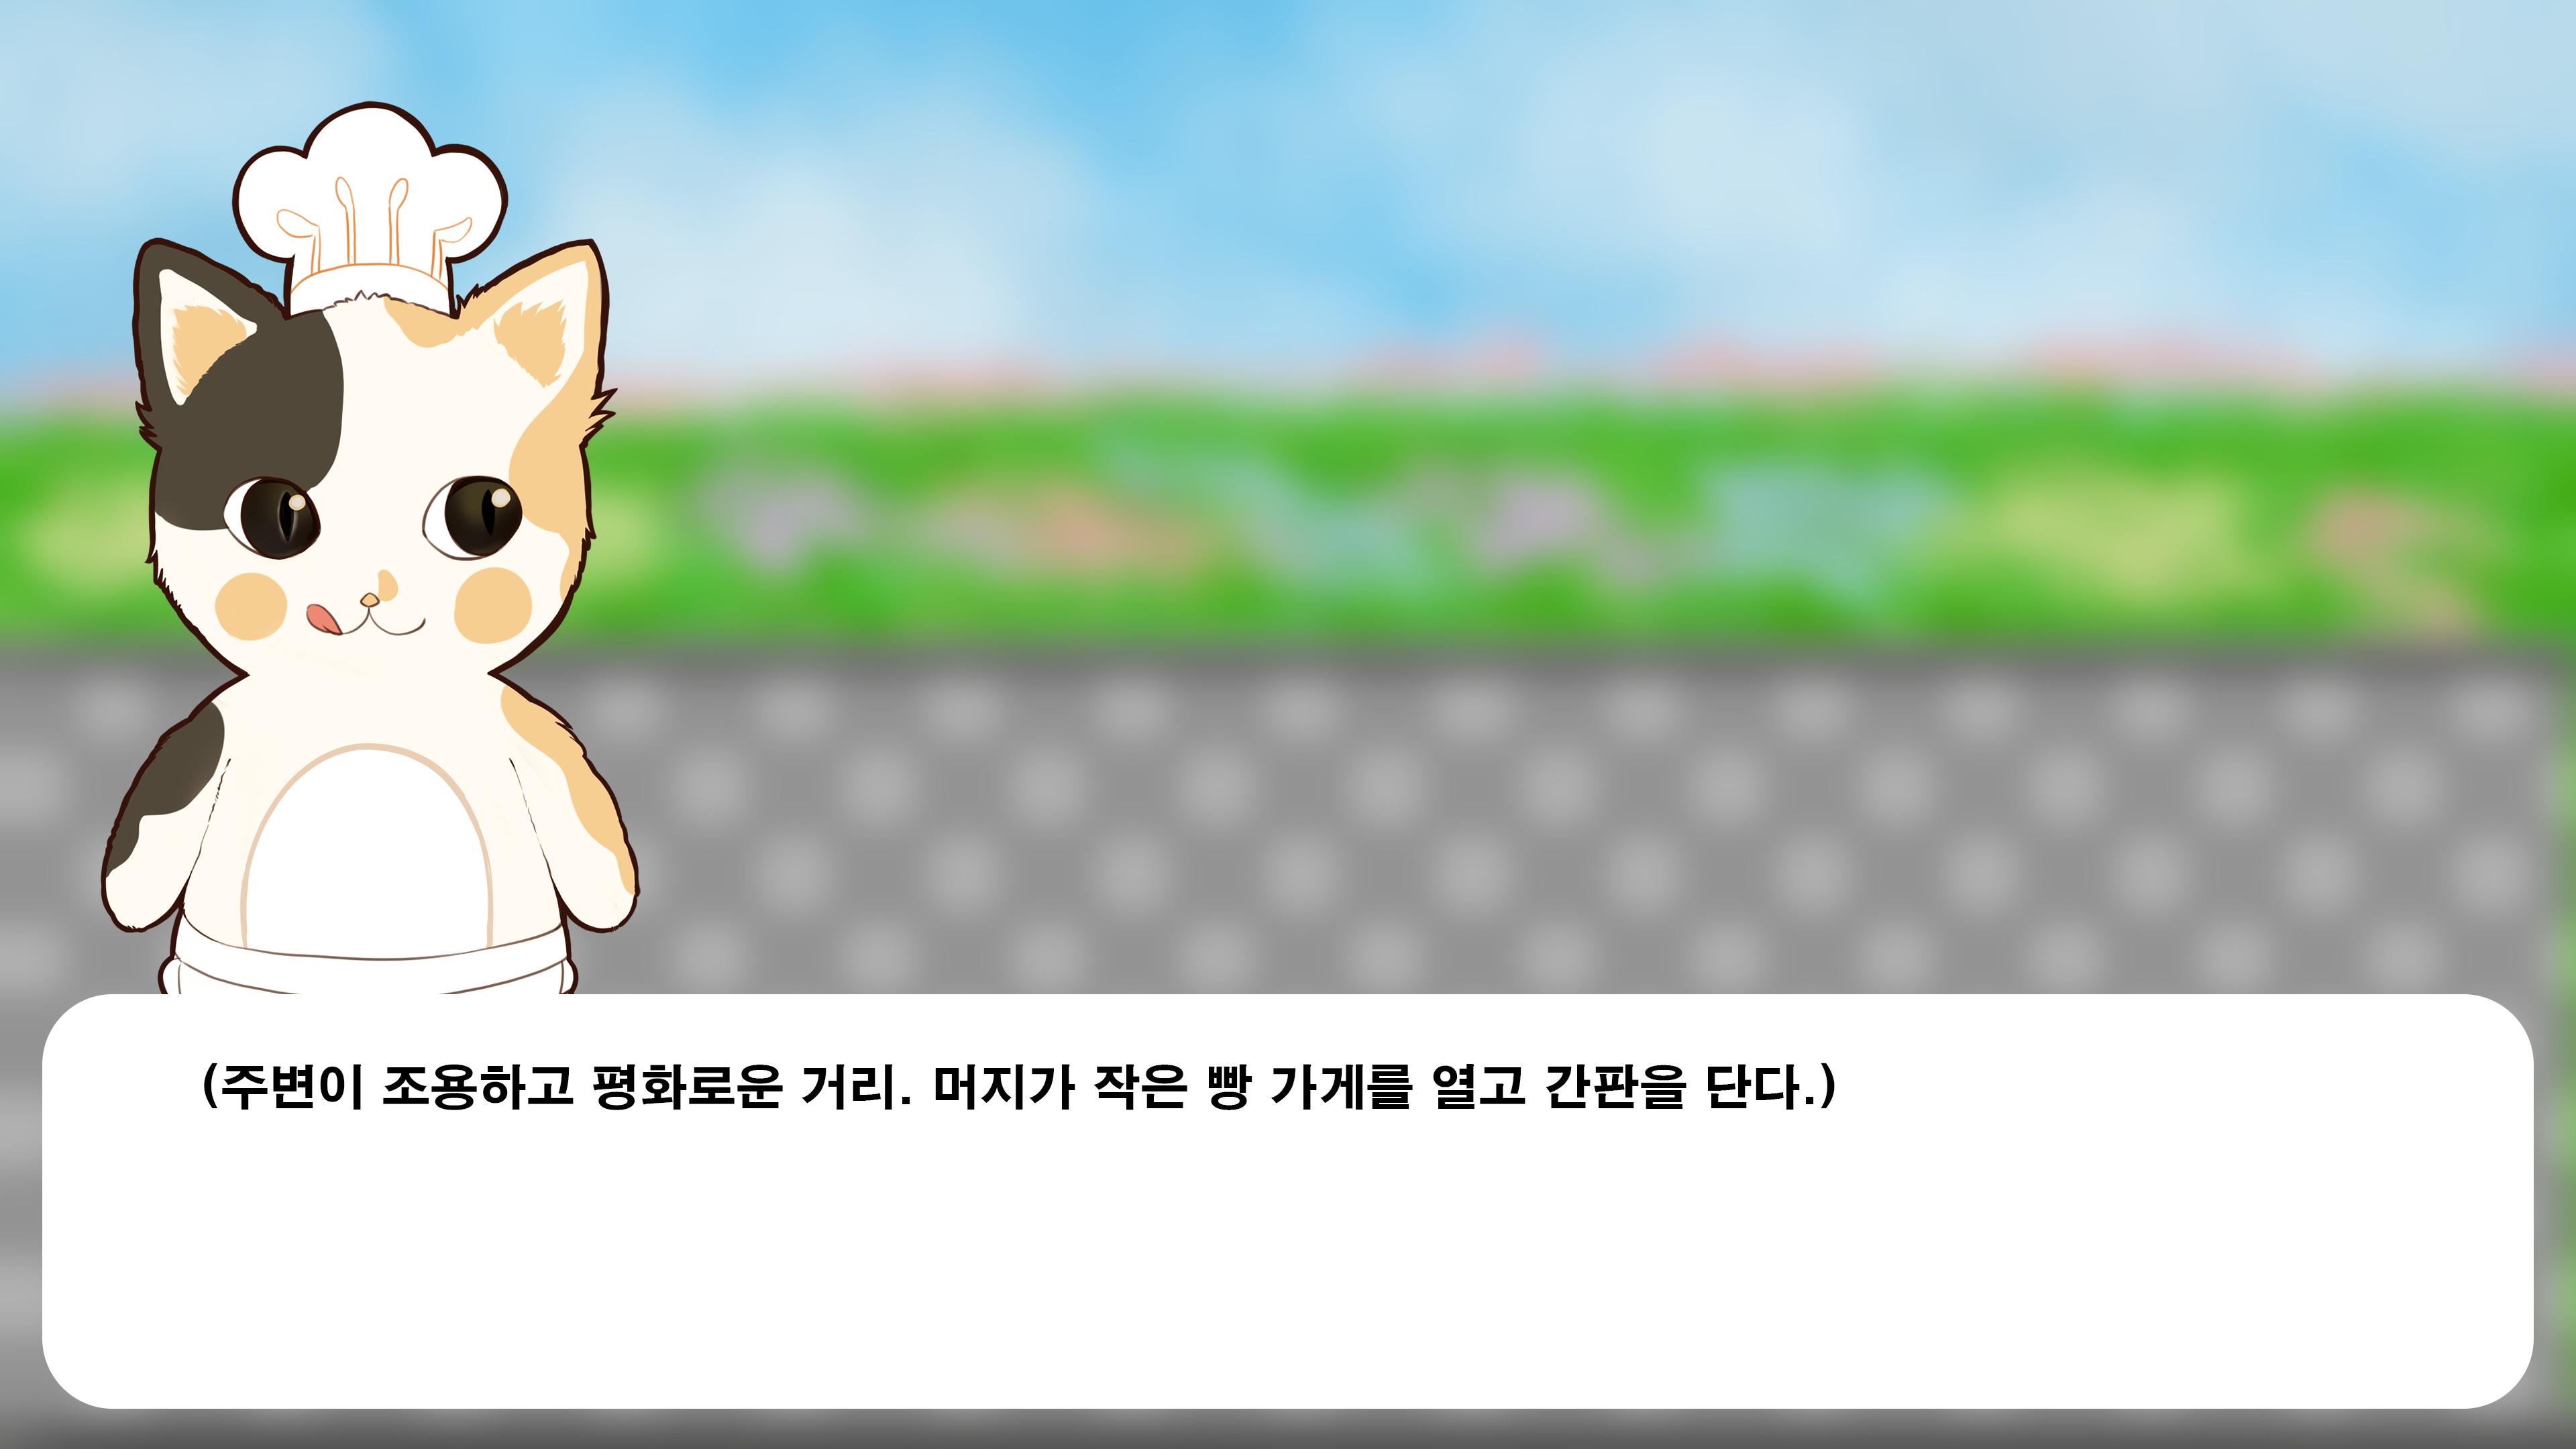 (주변이 조용하고 평화로운 거리. 머지가 작은 빵 가게를 열고 간판을 단다.)